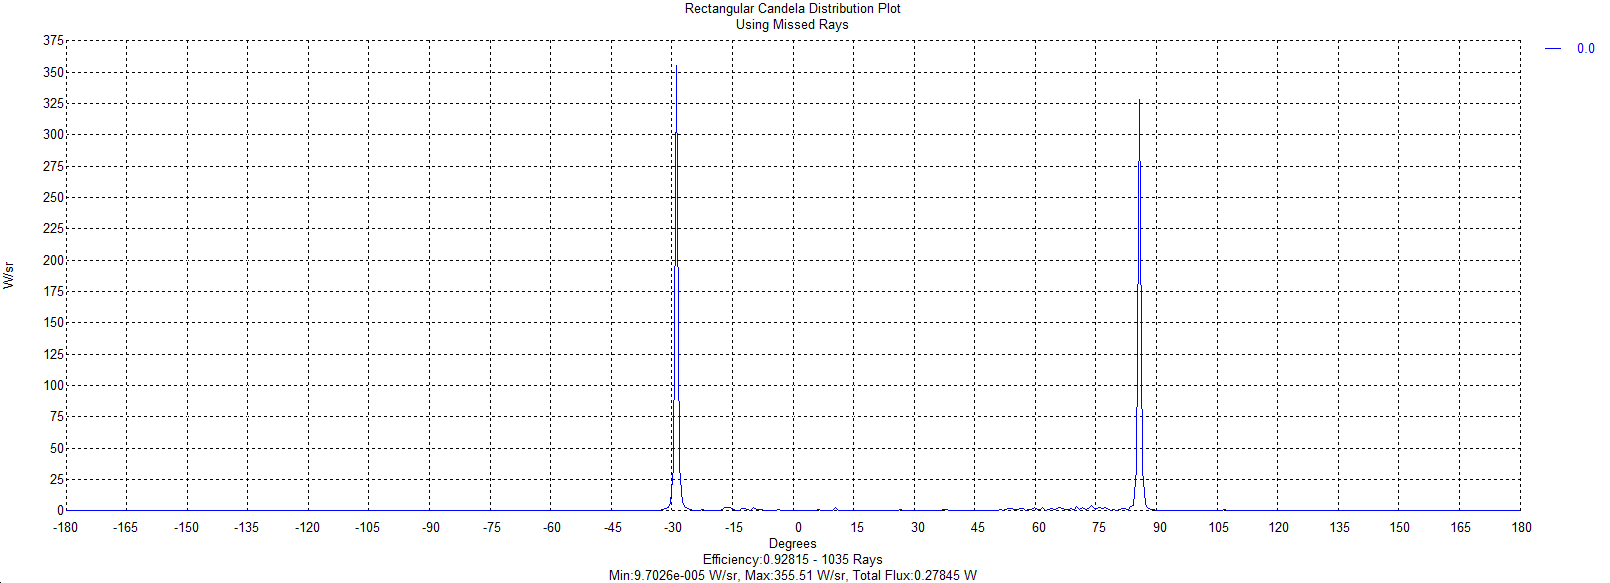 Rectangular Candela Distribution Plot
Using Missed Rays
0.0
375
350
325
300
275
250
225
200
175
150
125
100
75
50
25
0
W/sr
-180 -165 -150 -135 -120 -105 -90 -75 -60 -45 -30 -15 0 15 30 45 60 75 90 105 120 135 150 165 180
Degrees
Efficiency:0.92815 - 1035 Rays
Min:9.7026e-005 W/sr, Max:355.51 W/sr, Total Flux:0.27845 W